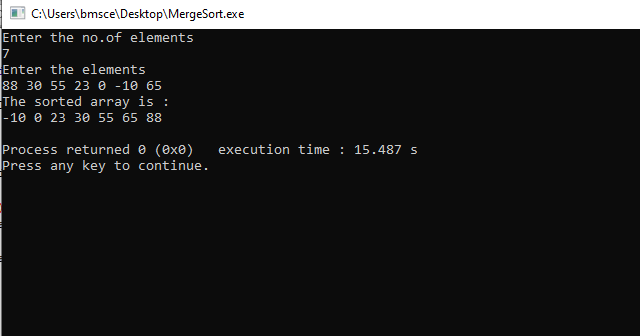 C:\Users\bmsce\Desktop\MergeSort.exe
Enter the no.of elements
7
Enter the elements
88 30 55 23 0 -10 65
The sorted array is :
-10 0 23 30 55 65 88
Process returned 0 (0x0)   execution time : 15.487 s
Press any key to continue.